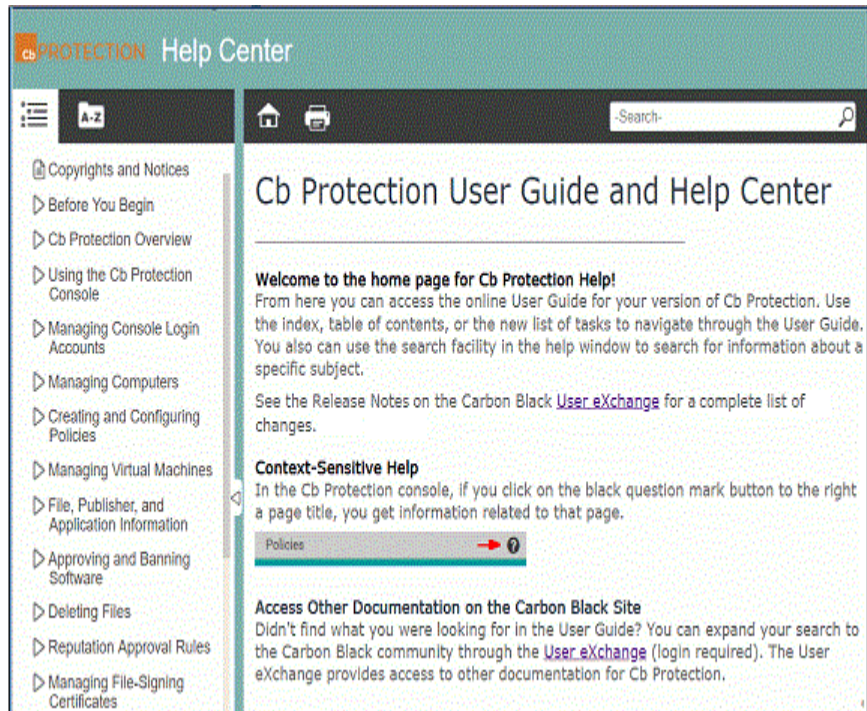 Cb PROTECTION Help Center
A-Z
-Search-
Copyrights and Notices
Before You Begin
Cb Protection Overview
Using the Cb Protection
Console
Managing Console Login
Accounts
Managing Computers
Creating and Configuring
Policies
Managing Virtual Machines
File, Publisher, and
Application Information
Approving and Banning
Software
Deleting Files
Reputation Approval Rules
Managing File-Signing
Certificates
Cb Protection User Guide and Help Center
Welcome to the home page for Cb Protection Help!
From here you can access the online User Guide for your version of Cb Protection. Use
the index, table of contents, or the new list of tasks to navigate through the User Guide.
You also can use the search facility in the help window to search for information about a
specific subject.
See the Release Notes on the Carbon Black User eXchange for a complete list of
changes.
Context-Sensitive Help
In the Cb Protection console, if you click on the black question mark button to the right
a page title, you get information related to that page.
Policies ?
Access Other Documentation on the Carbon Black Site
Didn't find what you were looking for in the User Guide? You can expand your search to
the Carbon Black community through the User eXchange (login required). The User
eXchange provides access to other documentation for Cb Protection.